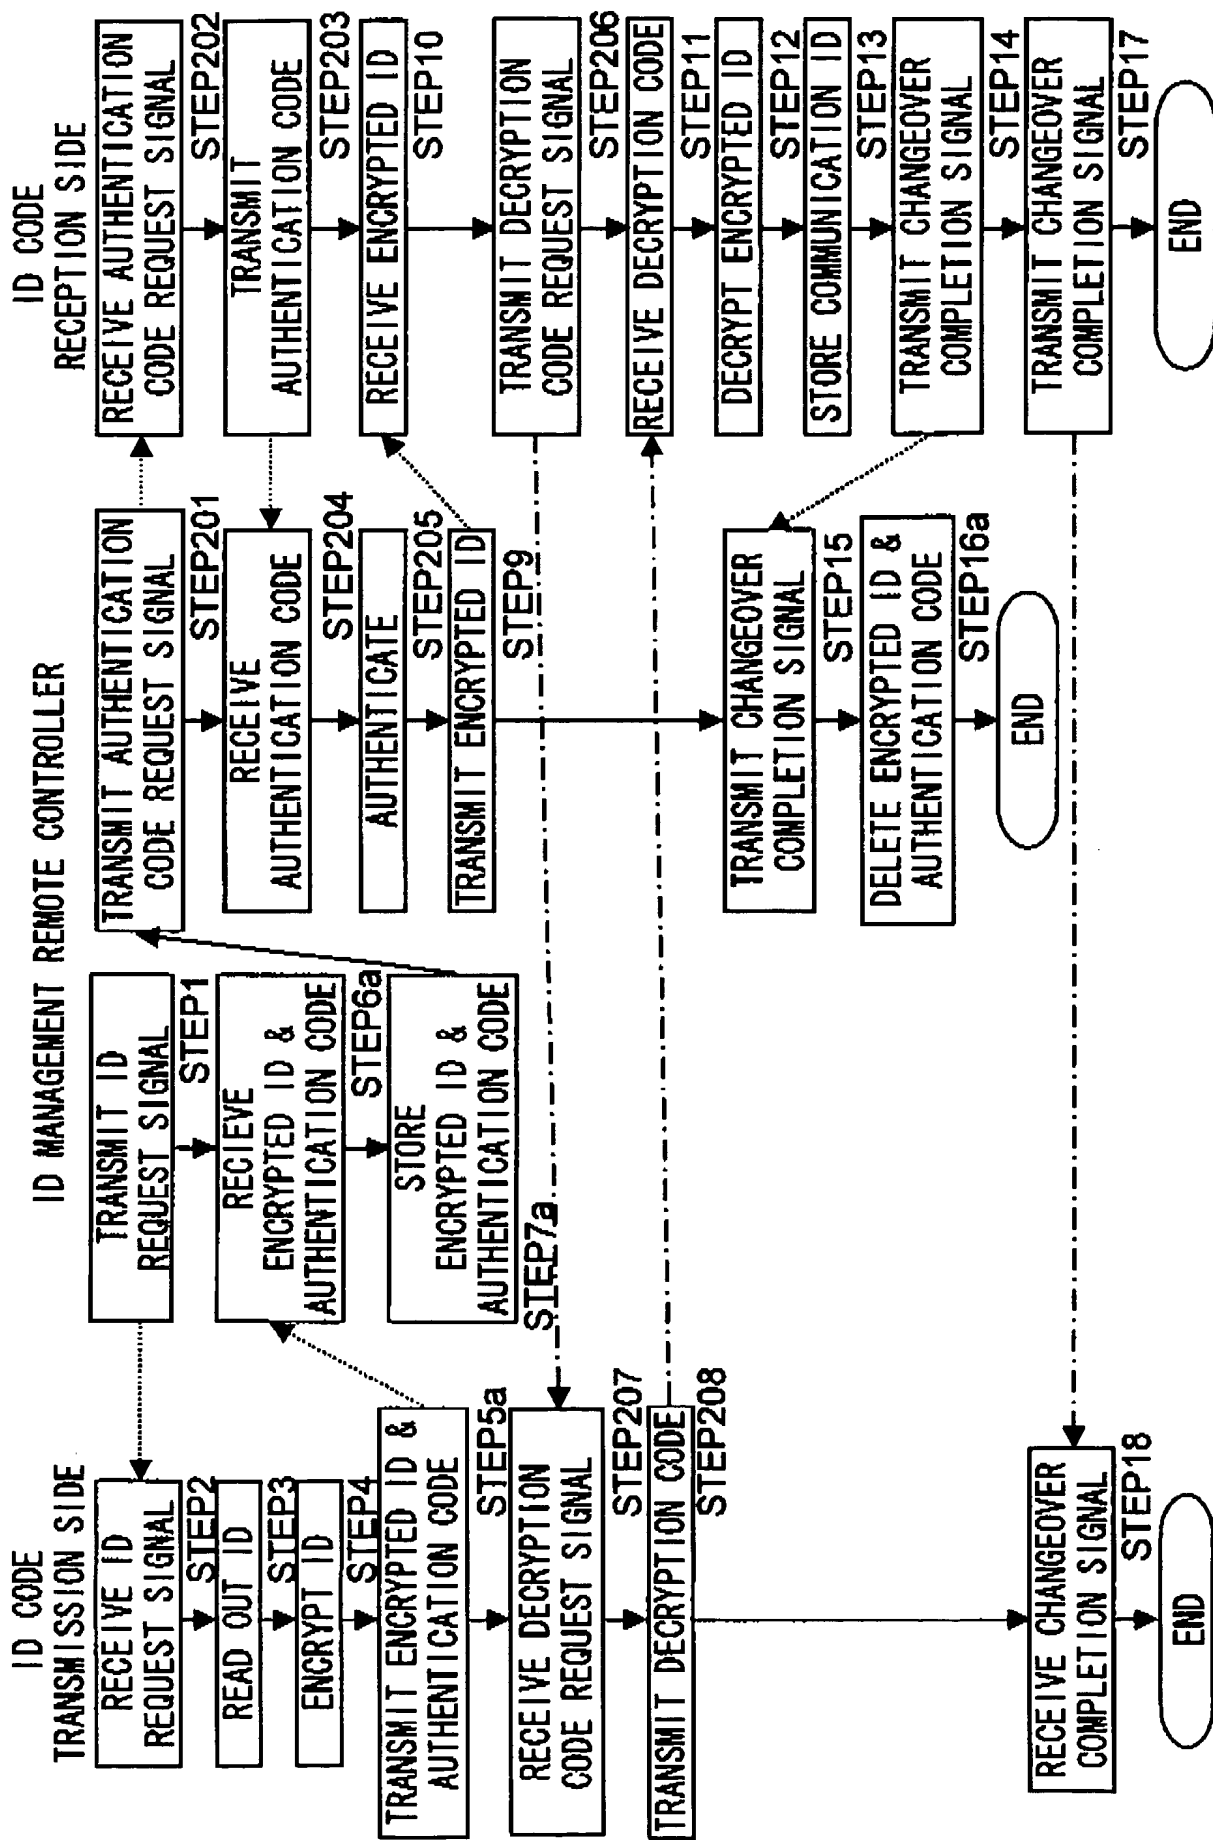 ID CODE
TRANSMISSION SIDE
RECEIVE ID
REQUEST SIGNAL
STEP2
READ OUT ID
STEP3
ENCRYPT ID
STEP4
TRANSMIT ENCRYPTED ID &
AUTHENTICATION CODE
STEP5a
RECEIVE DECRYPTION
CODE REQUEST SIGNAL
STEP207
TRANSMIT DECRYPTION CODE
STEP208
RECEIVE CHANGEOVER
COMPLETION SIGNAL
STEP18
END
ID MANAGEMENT REMOTE CONTROLLER
TRANSMIT ID
REQUEST SIGNAL
STEP1
RECIEVE
ENCRYPTED ID &
AUTHENTICATION CODE
STEP6a
STORE
ENCRYPTED ID &
AUTHENTICATION CODE
STEP7a
TRANSMIT AUTHENTICATION
CODE REQUEST SIGNAL
STEP201
RECEIVE
AUTHENTICATION CODE
STEP204
AUTHENTICATE
STEP205
TRANSMIT ENCRYPTED ID
STEP9
TRANSMIT CHANGEOVER
COMPLETION SIGNAL
STEP15
DELETE ENCRYPTED ID &
AUTHENTICATION CODE
STEP16a
END
ID CODE
RECEPTION SIDE
RECEIVE AUTHENTICATION
CODE REQUEST SIGNAL
STEP202
TRANSMIT
AUTHENTICATION CODE
STEP203
RECEIVE ENCRYPTED ID
STEP10
TRANSMIT DECRYPTION
CODE REQUEST SIGNAL
STEP206
RECEIVE DECRYPTION CODE
STEP11
DECRYPT ENCRYPTED ID
STEP12
STORE COMMUNICATION ID
STEP13
TRANSMIT CHANGEOVER
COMPLETION SIGNAL
STEP14
TRANSMIT CHANGEOVER
COMPLETION SIGNAL
STEP17
END